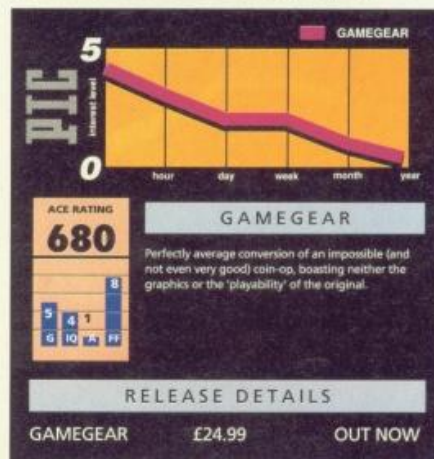 GAMEGEAR
PIC
interest level
5
0
hour day week month year
ACE RATING
680
5 4 1 8
G IQ A FF
GAMEGEAR
Perfectly average conversion of an impossible (and
not even very good) coin-op, boasting neither the
graphics or the 'playability' of the original.
RELEASE DETAILS
GAMEGEAR £24.99 OUT NOW